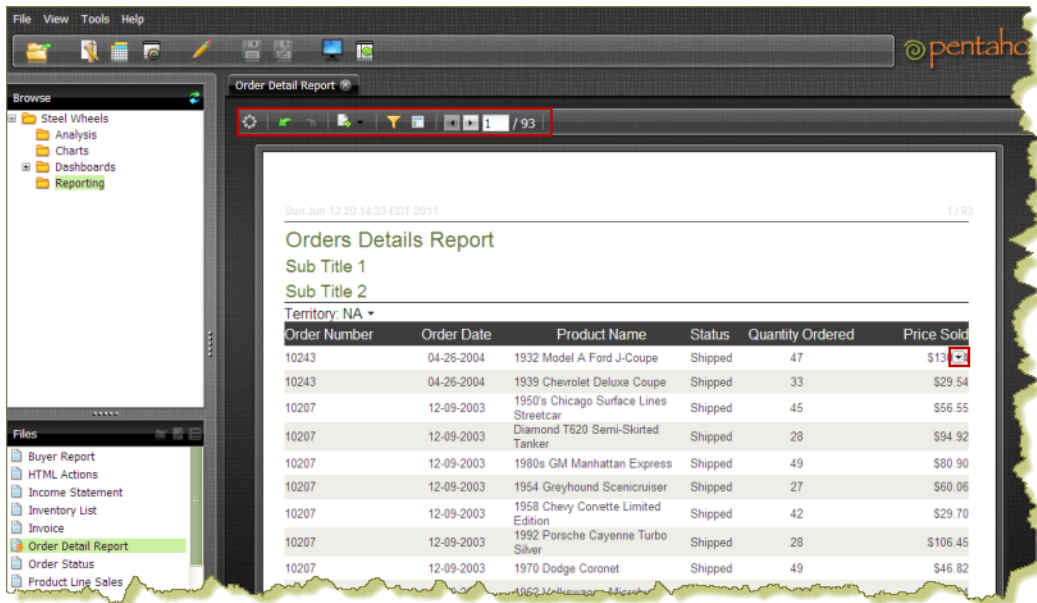 File View Tools Help
pentaho
Browse
Steel Wheels
Analysis
Charts
Dashboards
Reporting
Files
Buyer Report
HTML Actions
Income Statement
Inventory List
Invoice
Order Detail Report
Order Status
Product Line Sales
Order Detail Report
1 / 93
Sun Jun 12 20:14:33 EDT 2011 1 / 93
Orders Details Report
Sub Title 1
Sub Title 2
Territory: NA
Order Number Order Date Product Name Status Quantity Ordered Price Sold
10243 04-26-2004 1932 Model A Ford J-Coupe Shipped 47
10243 04-26-2004 1939 Chevrolet Deluxe Coupe Shipped 33 $29.54
10207 12-09-2003 1950's Chicago Surface Lines Streetcar Shipped 45 $56.55
10207 12-09-2003 Diamond T620 Semi-Skirted Tanker Shipped 28 $94.92
10207 12-09-2003 1980s GM Manhattan Express Shipped 49 $80.90
10207 12-09-2003 1954 Greyhound Scenicruiser Shipped 27 $60.06
10207 12-09-2003 1958 Chevy Corvette Limited Edition Shipped 42 $29.70
10207 12-09-2003 1992 Porsche Cayenne Turbo Silver Shipped 28 $106.45
10207 12-09-2003 1970 Dodge Coronet Shipped 49 $46.82